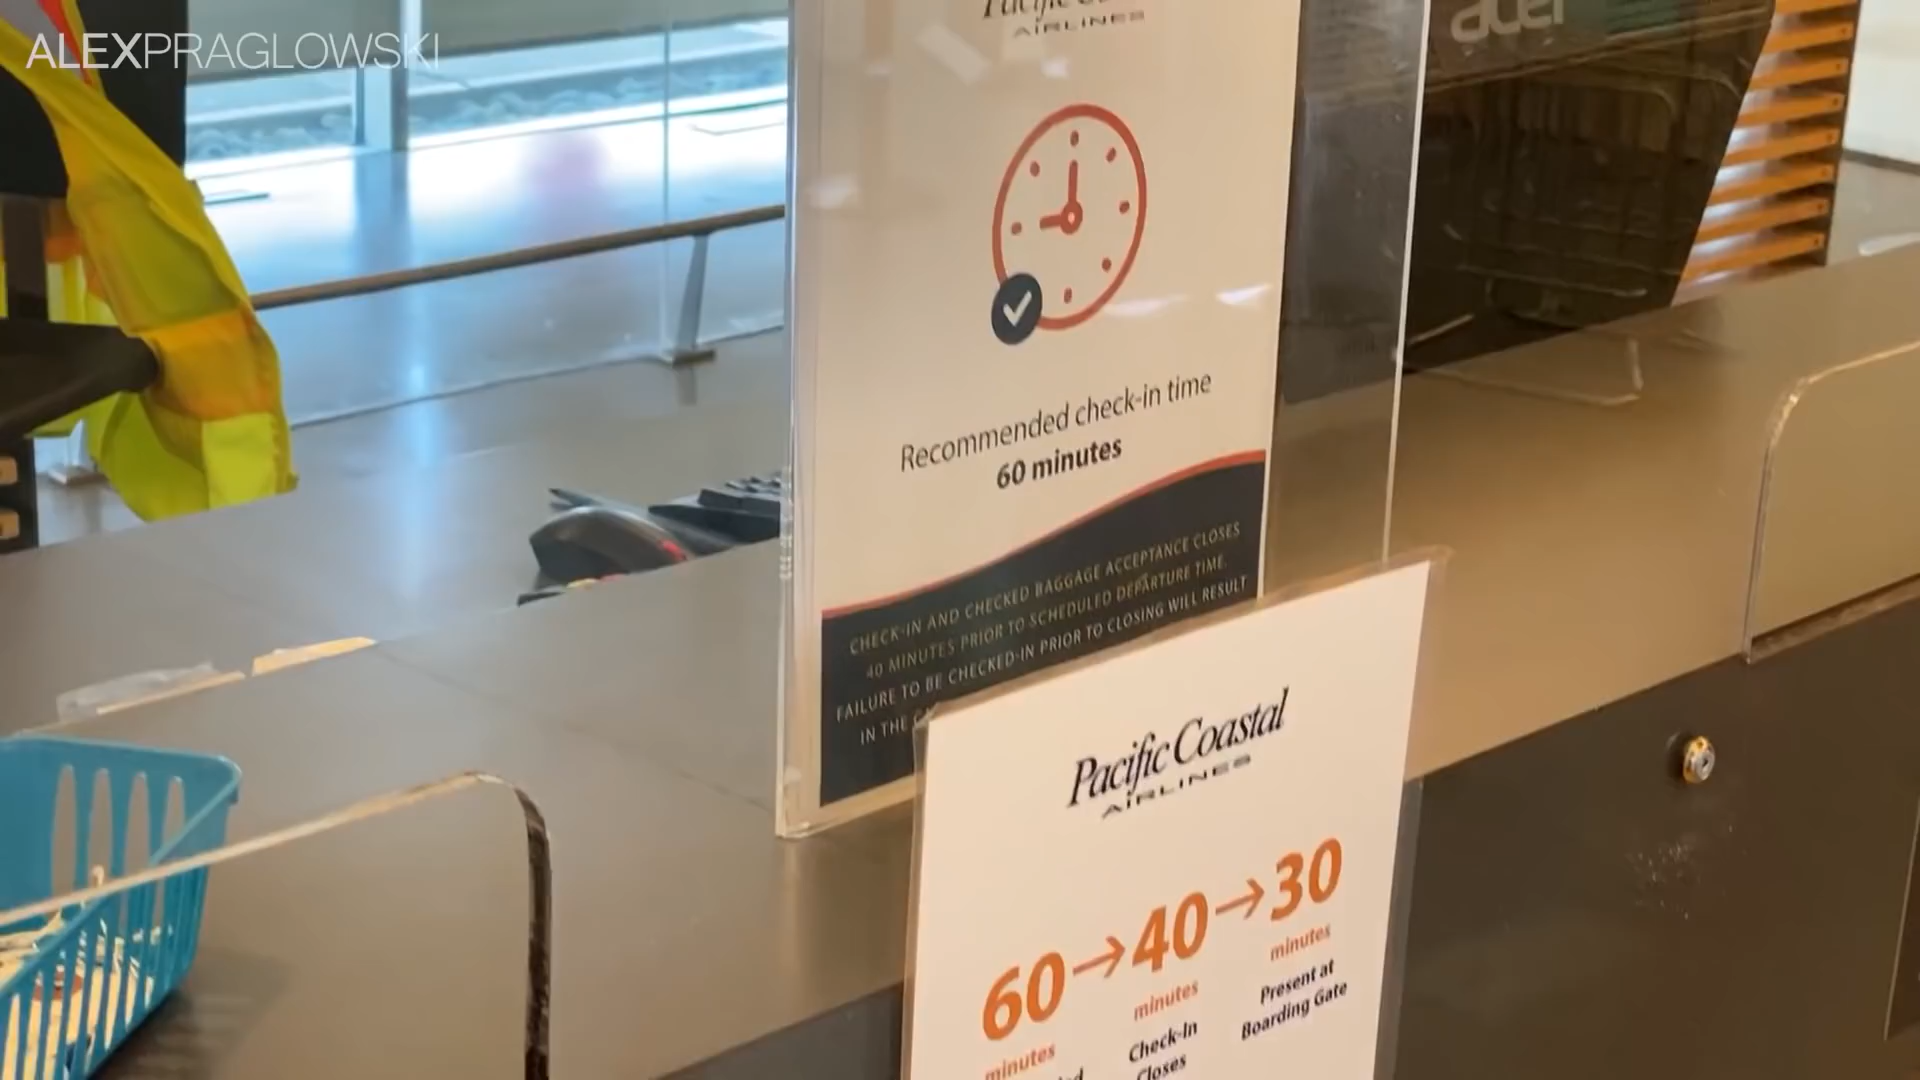 ALEXPRAGLOWSKI
Pacific
AIRLINES
acer
Recommended check-in time
60 minutes
CHECK-IN AND CHECKED BAGGAGE ACCEPTANCE CLOSES
40 MINUTES PRIOR TO SCHEDULED DEPARTURE TIME.
FAILURE TO BE CHECKED-IN PRIOR TO CLOSING WILL RESULT
IN THE
Pacific Coastal
AIRLINES
60→40→30
minutes minutes minutes
Check-In Closes
Present at Boarding Gate